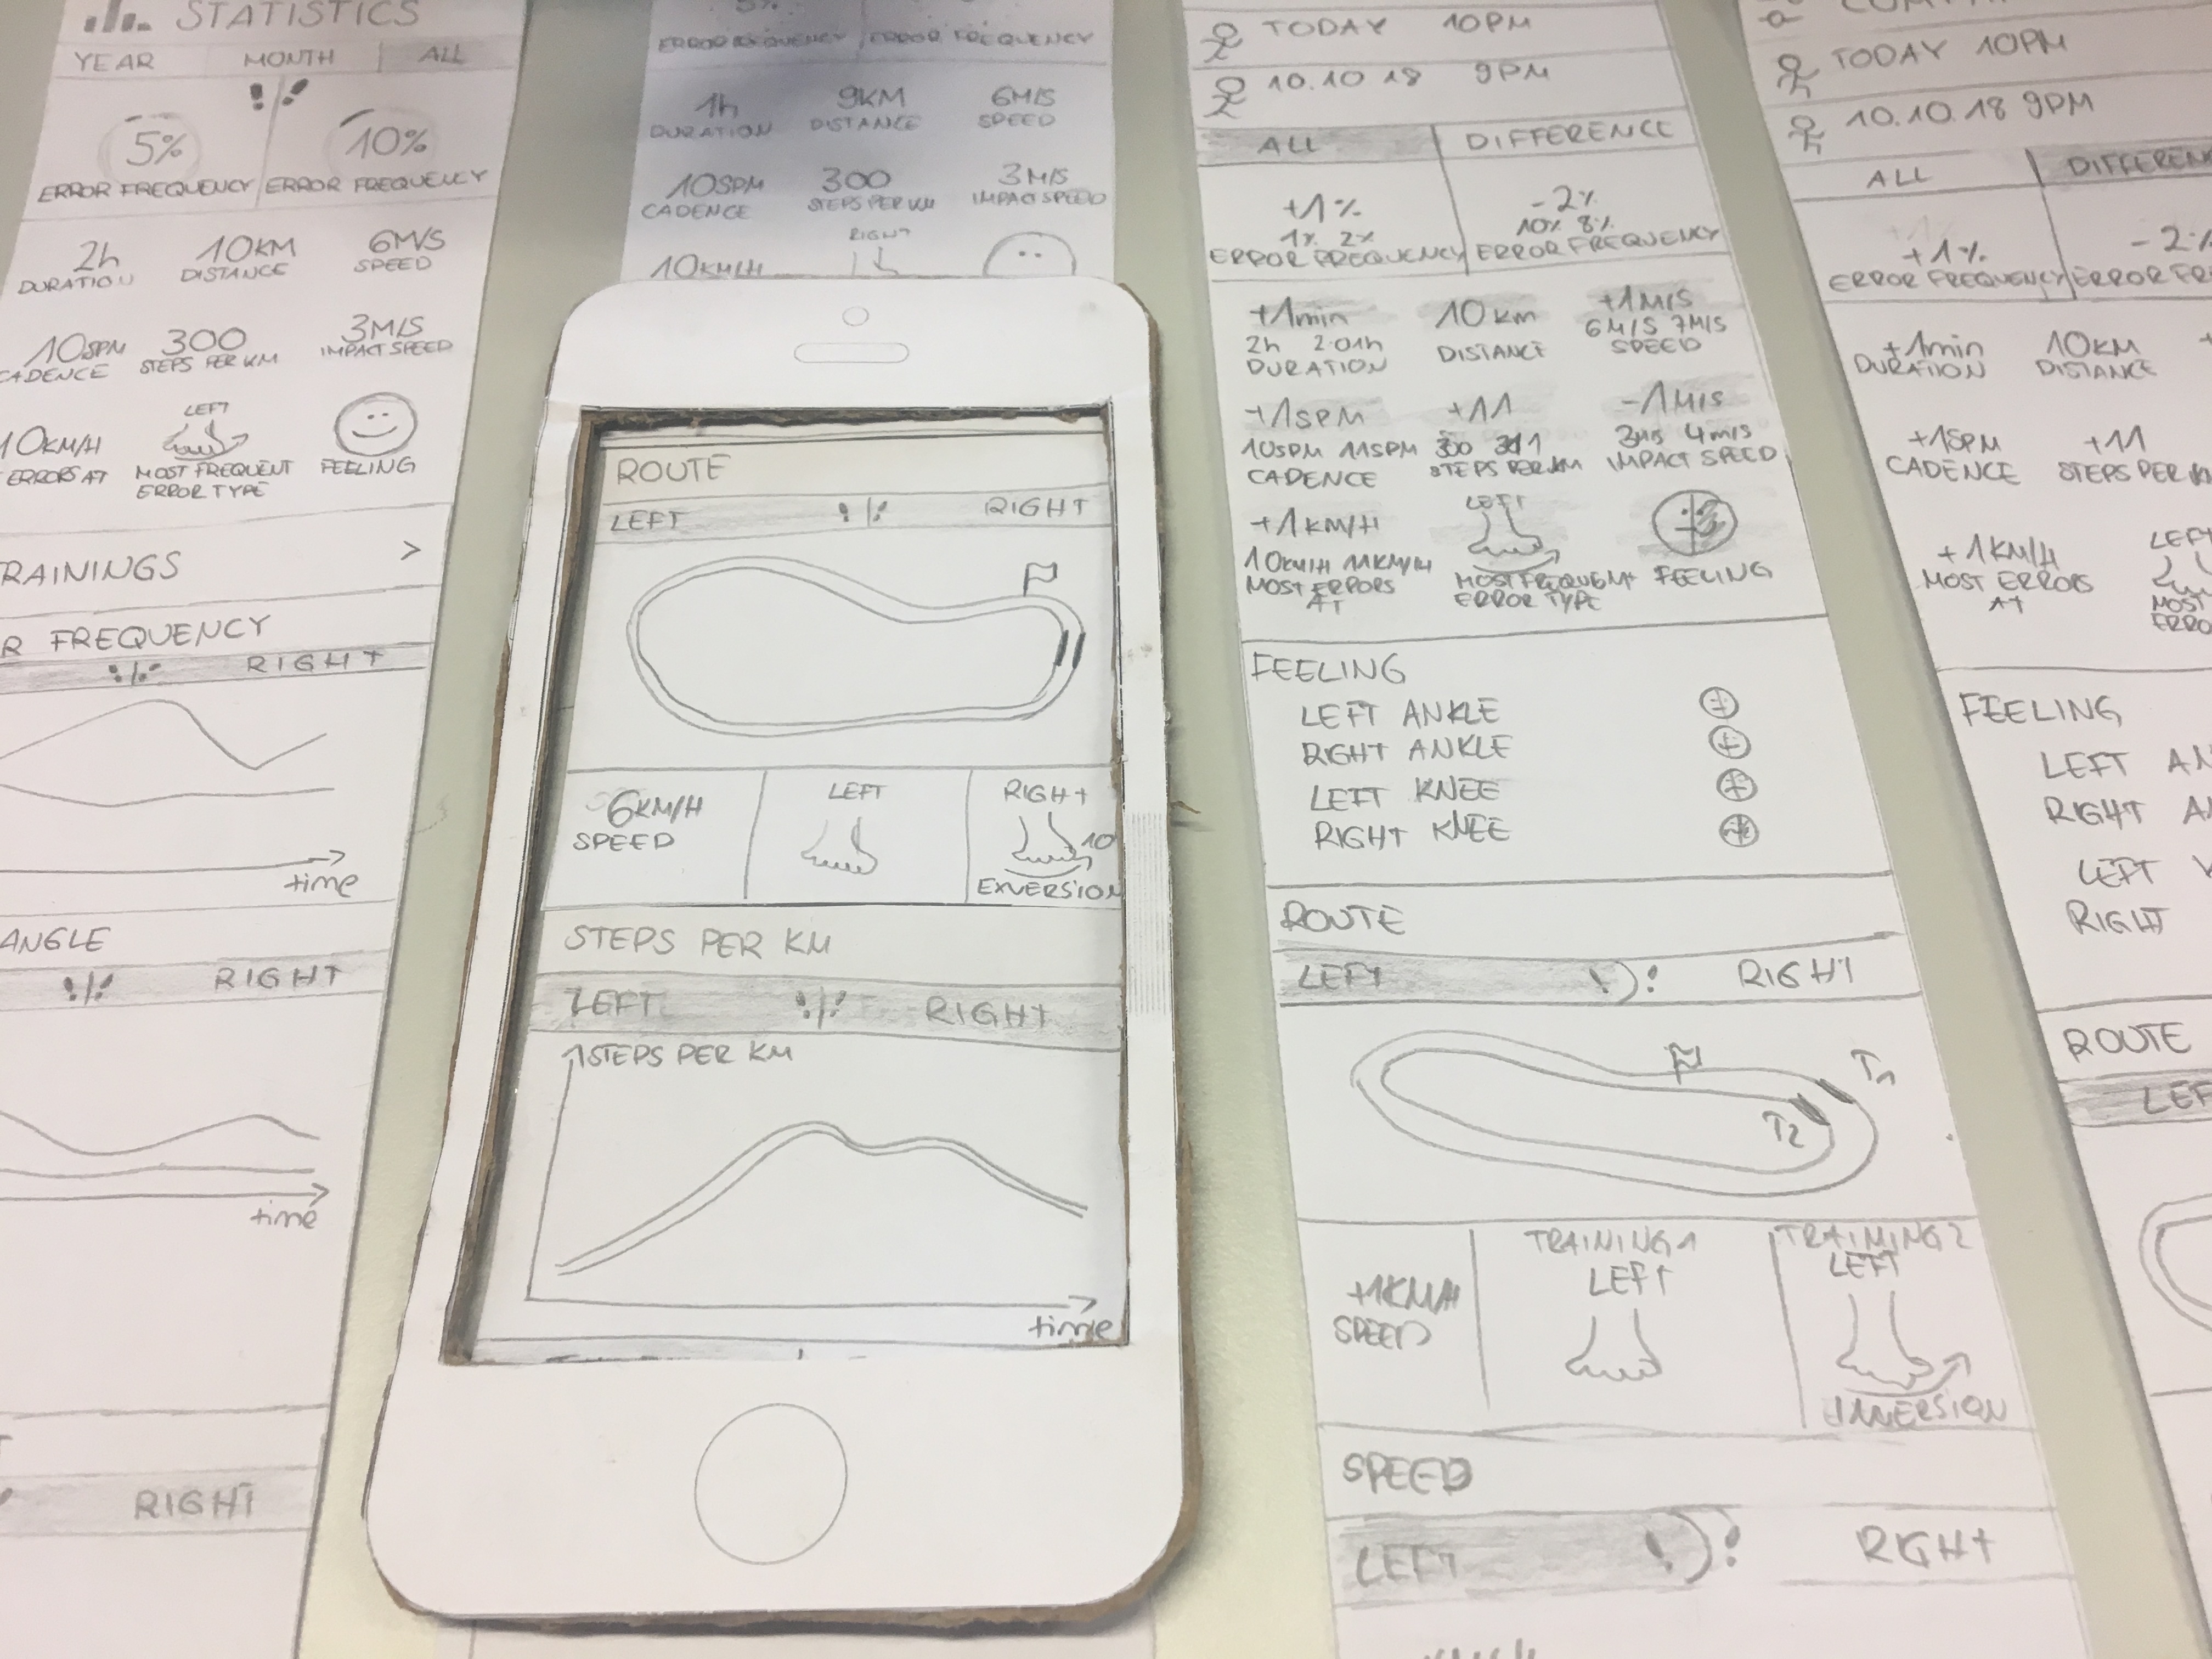 STATISTICS
YEAR MONTH ALL
5% 10%
ERROR FREQUENCY ERROR FREQUENCY
2h 10KM 6M/S
DURATION DISTANCE SPEED
10SPM 300 3M/S
CADENCE STEPS PER KM IMPACT SPEED
10KM/H LEFT
ERRORS AT MOST FREQUENT FEELING
ERROR TYPE
RAININGS >
R FREQUENCY
RIGHT
time
ANGLE
RIGHT
time
RIGHT
5%
ERROR FREQUENCY ERROR FREQUENCY
1h 9KM 6M/S
DURATION DISTANCE SPEED
10SPM 300 3M/S
CADENCE STEPS PER KM IMPACT SPEED
RIGHT
10KM/H
ROUTE
LEFT RIGHT
6KM/H LEFT RIGHT
SPEED 10
EXVERSION
STEPS PER KM
LEFT RIGHT
STEPS PER KM
time
TODAY 10PM
10.10 18 9PM
ALL DIFFERENCE
+1% -2%
1% 2% 10% 8%
ERROR FREQUENCY ERROR FREQUENCY
+1min 10km +1M/S
2h 2:01h 6M/S 7M/S
DURATION DISTANCE SPEED
+1SPM +11 -1M/S
10SPM 11SPM 300 311 3M/S 4m/s
CADENCE STEPS PER KM IMPACT SPEED
+1KM/H LEFT
10KM/H 11KM/H
MOST ERRORS MOST FREQUENT FEELING
AT ERROR TYPE
FEELING
LEFT ANKLE
RIGHT ANKLE
LEFT KNEE
RIGHT KNEE
ROUTE
LEFT RIGHT
T1
T2
TRAINING 1 TRAINING 2
LEFT LEFT
+1KM/H
SPEED
SPEED
LEFT RIGHT
TODAY 10PM
10.10.18 9PM
ALL DIFFEREN
+1% -2%
ERROR FREQUENCY ERROR FRE
+1min 10KM
DURATION DISTANCE
+1SPM +11
CADENCE STEPS PER K
+1KM/H LEFT
MOST ERRORS MOST
AT ERRO
FEELING
LEFT AN
RIGHT A
LEFT
RIGHT
ROUTE
LEF